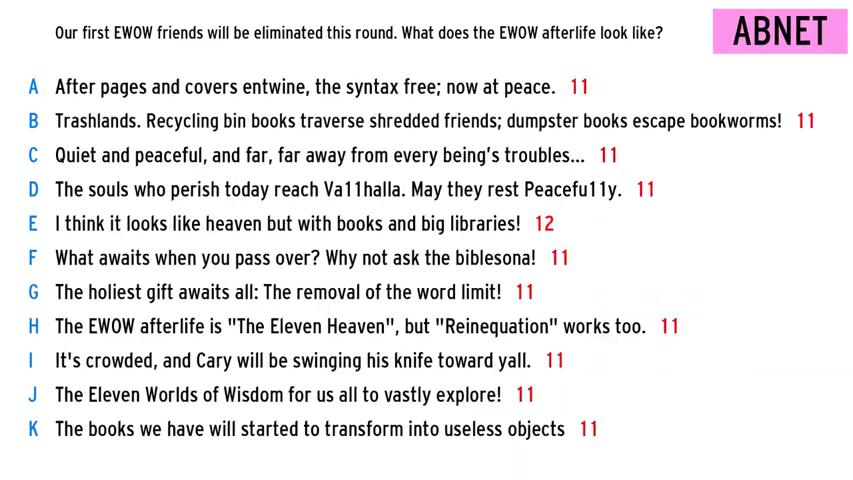 Our first EWOW friends will be eliminated this round. What does the EWOW afterlife look like?
ABNET
A After pages and covers entwine, the syntax free; now at peace. 11
B Trashlands. Recycling bin books traverse shredded friends; dumpster books escape bookworms! 11
C Quiet and peaceful, and far, far away from every being's troubles... 11
D The souls who perish today reach Va11halla. May they rest Peacefu11y. 11
E I think it looks like heaven but with books and big libraries! 12
F What awaits when you pass over? Why not ask the biblesona! 11
G The holiest gift awaits all: The removal of the word limit! 11
H The EWOW afterlife is "The Eleven Heaven", but "Reinequation" works too. 11
I It's crowded, and Cary will be swinging his knife toward yall. 11
J The Eleven Worlds of Wisdom for us all to vastly explore! 11
K The books we have will started to transform into useless objects 11